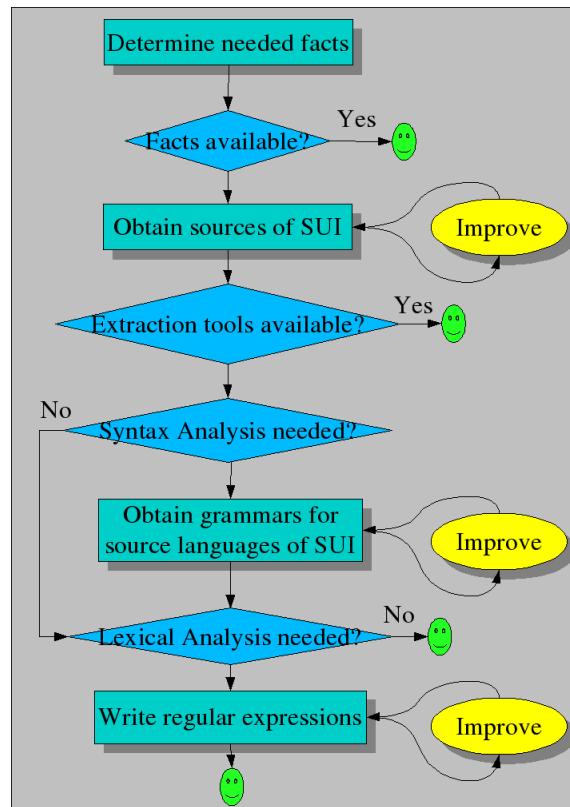 Determine needed facts
Yes
Facts available?
Obtain sources of SUI
Improve
Yes
Extraction tools available?
No
Syntax Analysis needed?
Obtain grammars for
source languages of SUI
Improve
No
Lexical Analysis needed?
Write regular expressions
Improve